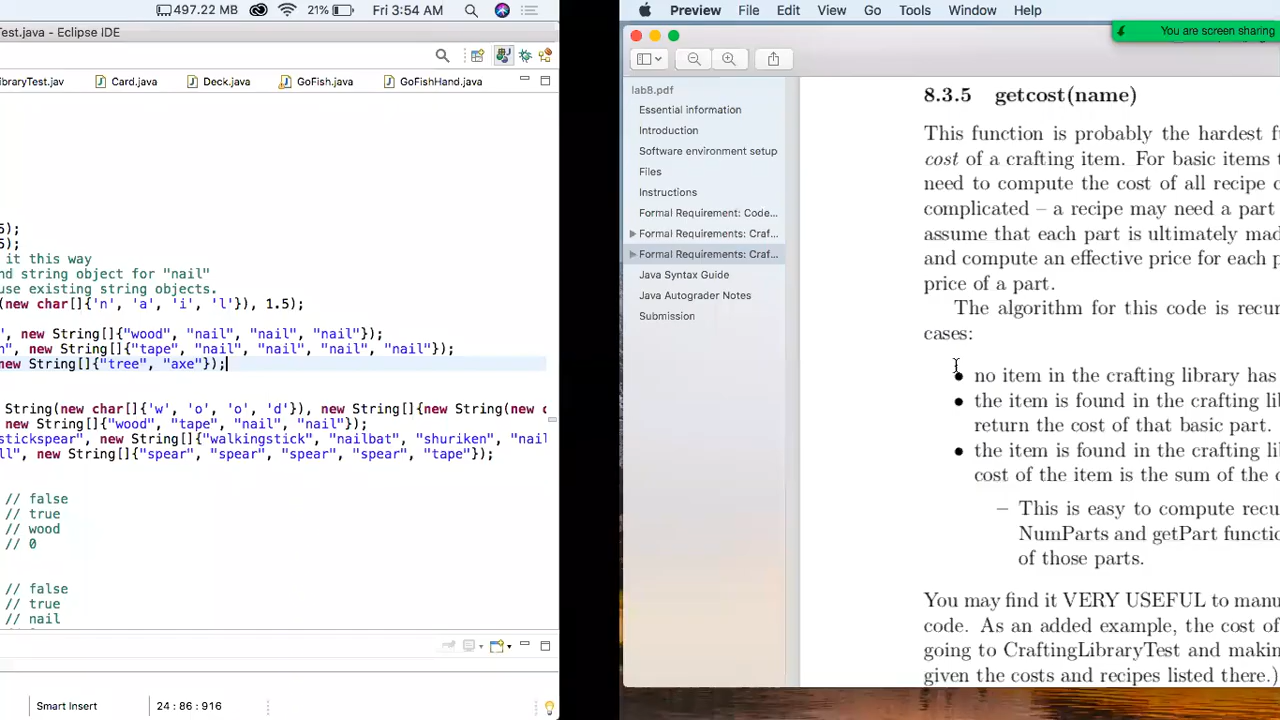 497.22 MB 21% Fri 3:54 AM
Test.java - Eclipse IDE
ibraryTest.jav Card.java Deck.java GoFish.java GoFishHand.java
5);
5);
it this way
nd string object for "nail"
use existing string objects.
(new char[]{'n', 'a', 'i', 'l'}), 1.5);
", new String[]{"wood", "nail", "nail", "nail"});
", new String[]{"tape", "nail", "nail", "nail", "nail"});
new String[]{"tree", "axe"});
String(new char[]{'w', 'o', 'o', 'd'}), new String[]{new String(new c
new String[]{"wood", "tape", "nail", "nail"});
stickspear", new String[]{"walkingstick", "nailbat", "shuriken", "nail
ll", new String[]{"spear", "spear", "spear", "spear", "tape"});
// false
// true
// wood
// 0
// false
// true
// nail
Smart Insert 24 : 86 : 916
Preview File Edit View Go Tools Window Help
You are screen sharing
lab8.pdf
Essential information
Introduction
Software environment setup
Files
Instructions
Formal Requirement: Code...
Formal Requirements: Craf...
Formal Requirements: Craf...
Java Syntax Guide
Java Autograder Notes
Submission
8.3.5 getcost(name)
This function is probably the hardest fu
cost of a crafting item. For basic items t
need to compute the cost of all recipe c
complicated – a recipe may need a part
assume that each part is ultimately mad
and compute an effective price for each p
price of a part.
The algorithm for this code is recur
cases:
• no item in the crafting library has
• the item is found in the crafting lib
return the cost of that basic part.
• the item is found in the crafting lib
cost of the item is the sum of the c
– This is easy to compute recu
NumParts and getPart functio
of those parts.
You may find it VERY USEFUL to manu
code. As an added example, the cost of
going to CraftingLibraryTest and makin
given the costs and recipes listed there.)